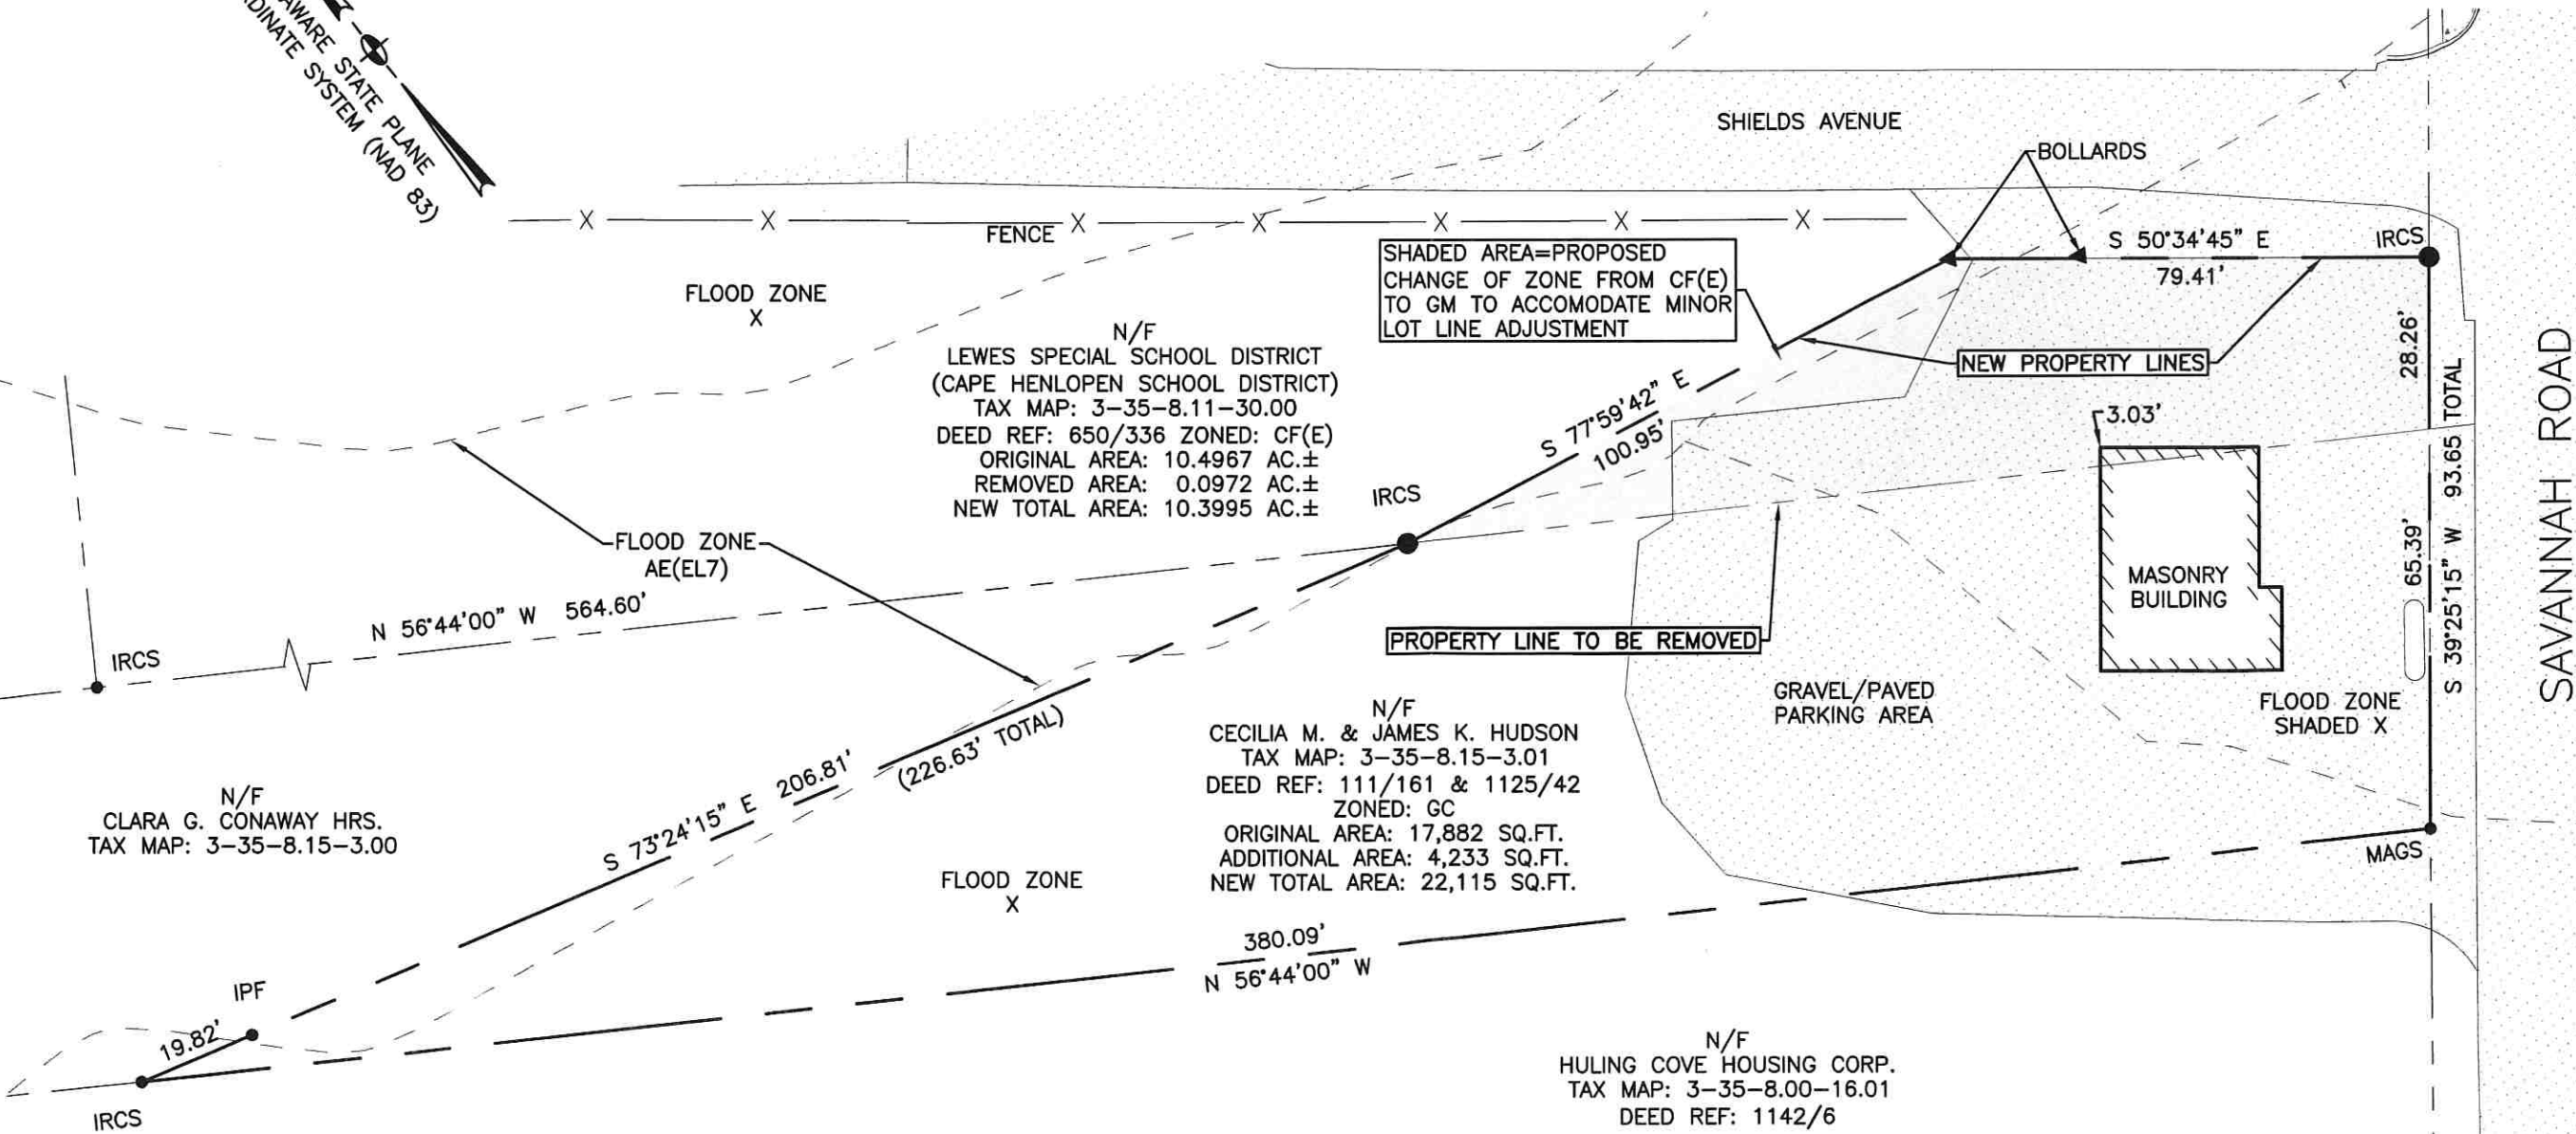 AWARE STATE PLANE
DINATE SYSTEM (NAD 83)
SHIELDS AVENUE
BOLLARDS
FENCE
X
X
X
X
X
X
X
S 50°34'45" E
79.41'
IRCS
SHADED AREA=PROPOSED
CHANGE OF ZONE FROM CF(E)
TO GM TO ACCOMODATE MINOR
LOT LINE ADJUSTMENT
FLOOD ZONE
X
N/F
LEWES SPECIAL SCHOOL DISTRICT
(CAPE HENLOPEN SCHOOL DISTRICT)
TAX MAP: 3-35-8.11-30.00
DEED REF: 650/336 ZONED: CF(E)
ORIGINAL AREA: 10.4967 AC.±
REMOVED AREA: 0.0972 AC.±
NEW TOTAL AREA: 10.3995 AC.±
NEW PROPERTY LINES
28.26'
S 39°25'15" W 93.65 TOTAL
65.39'
SAVANNAH ROAD
3.03'
S 77°59'42" E
100.95'
IRCS
FLOOD ZONE
AE(EL7)
MASONRY
BUILDING
N 56°44'00" W 564.60'
IRCS
PROPERTY LINE TO BE REMOVED
GRAVEL/PAVED
PARKING AREA
FLOOD ZONE
SHADED X
N/F
CECILIA M. & JAMES K. HUDSON
TAX MAP: 3-35-8.15-3.01
DEED REF: 111/161 & 1125/42
ZONED: GC
ORIGINAL AREA: 17,882 SQ.FT.
ADDITIONAL AREA: 4,233 SQ.FT.
NEW TOTAL AREA: 22,115 SQ.FT.
S 73°24'15" E 206.81'
(226.63' TOTAL)
N/F
CLARA G. CONAWAY HRS.
TAX MAP: 3-35-8.15-3.00
FLOOD ZONE
X
MAGS
380.09'
N 56°44'00" W
IPF
19.82'
IRCS
N/F
HULING COVE HOUSING CORP.
TAX MAP: 3-35-8.00-16.01
DEED REF: 1142/6